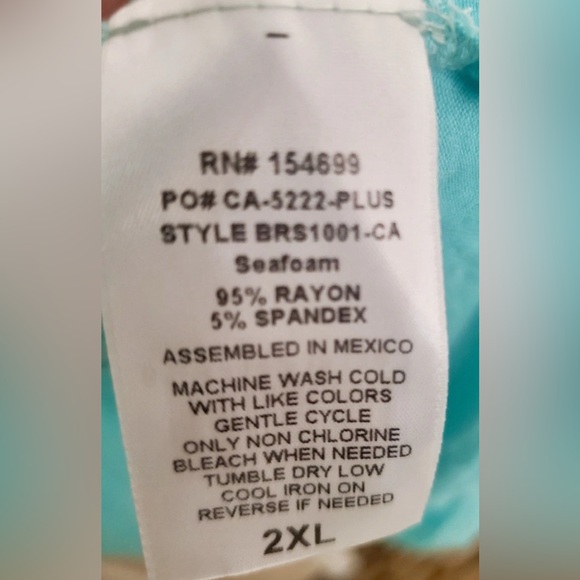 RN# 154699
PO# CA-5222-PLUS
STYLE BRS1001-CA
Seafoam
95% RAYON
5% SPANDEX
ASSEMBLED IN MEXICO
MACHINE WASH COLD
WITH LIKE COLORS
GENTLE CYCLE
ONLY NON CHLORINE
BLEACH WHEN NEEDED
TUMBLE DRY LOW
COOL IRON ON
REVERSE IF NEEDED
2XL